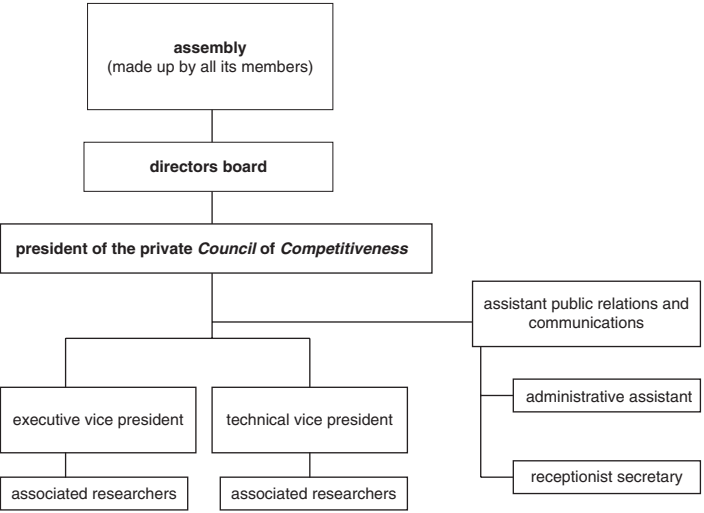 assembly
(made up by all its members)
directors board
president of the private Council of Competitiveness
assistant public relations and
communications
executive vice president
technical vice president
administrative assistant
associated researchers
associated researchers
receptionist secretary